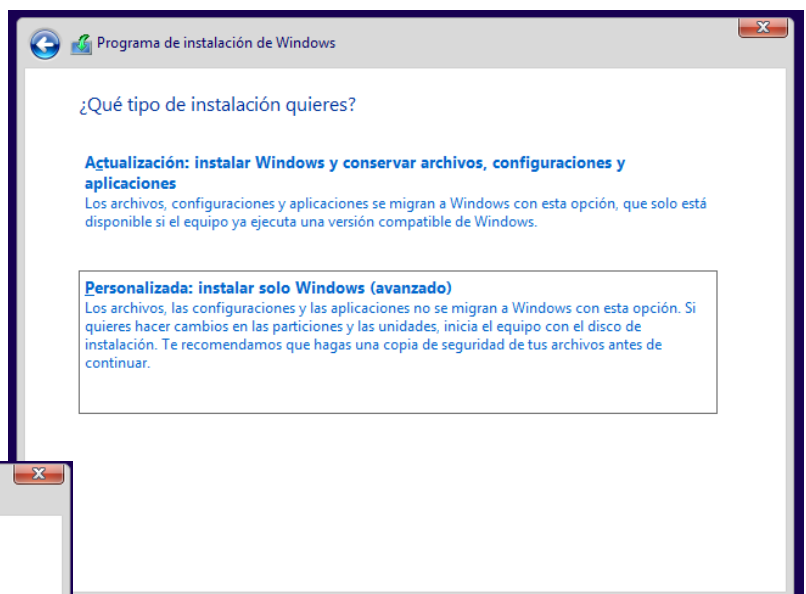 Programa de instalación de Windows
¿Qué tipo de instalación quieres?
Actualización: instalar Windows y conservar archivos, configuraciones y
aplicaciones
Los archivos, configuraciones y aplicaciones se migran a Windows con esta opción, que solo está
disponible si el equipo ya ejecuta una versión compatible de Windows.
Personalizada: instalar solo Windows (avanzado)
Los archivos, las configuraciones y las aplicaciones no se migran a Windows con esta opción. Si
quieres hacer cambios en las particiones y las unidades, inicia el equipo con el disco de
instalación. Te recomendamos que hagas una copia de seguridad de tus archivos antes de
continuar.